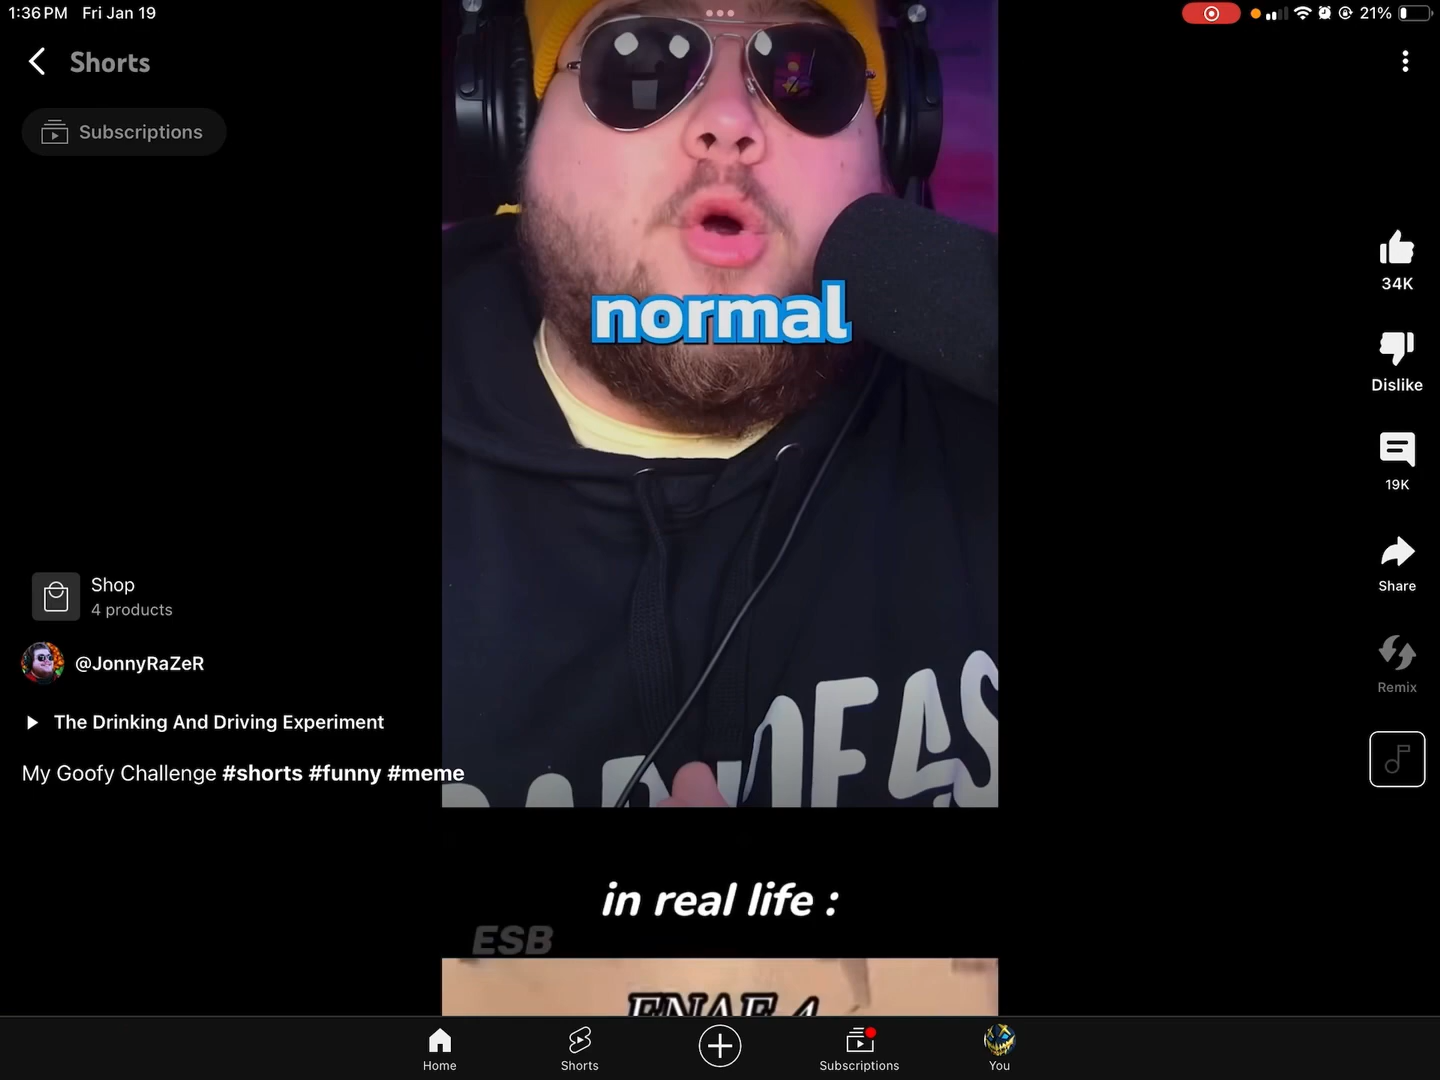 1:36 PM Fri Jan 19
21%
Shorts
Subscriptions
normal
34K
Dislike
19K
Share
Remix
Shop
4 products
@JonnyRaZeR
The Drinking And Driving Experiment
My Goofy Challenge #shorts #funny #meme
in real life :
ESB
Home
Shorts
Subscriptions
You